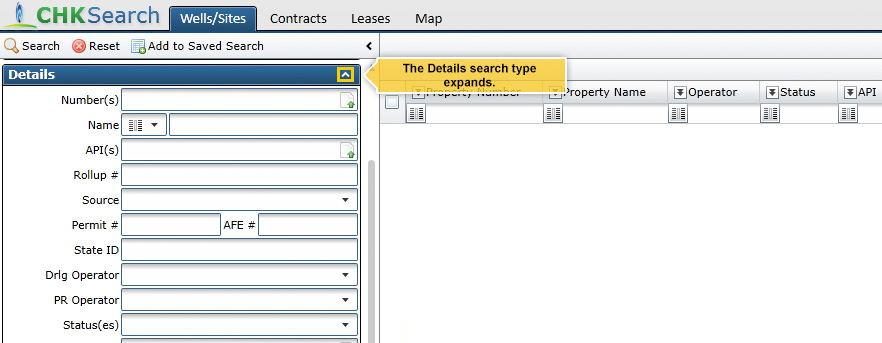 CHKSearch Wells/Sites Contracts Leases Map
Search Reset Add to Saved Search
Details
The Details search type
expands.
Property Number Property Name Operator Status API
Number(s)
Name
API(s)
Rollup #
Source
Permit # AFE #
State ID
Drlg Operator
PR Operator
Status(es)